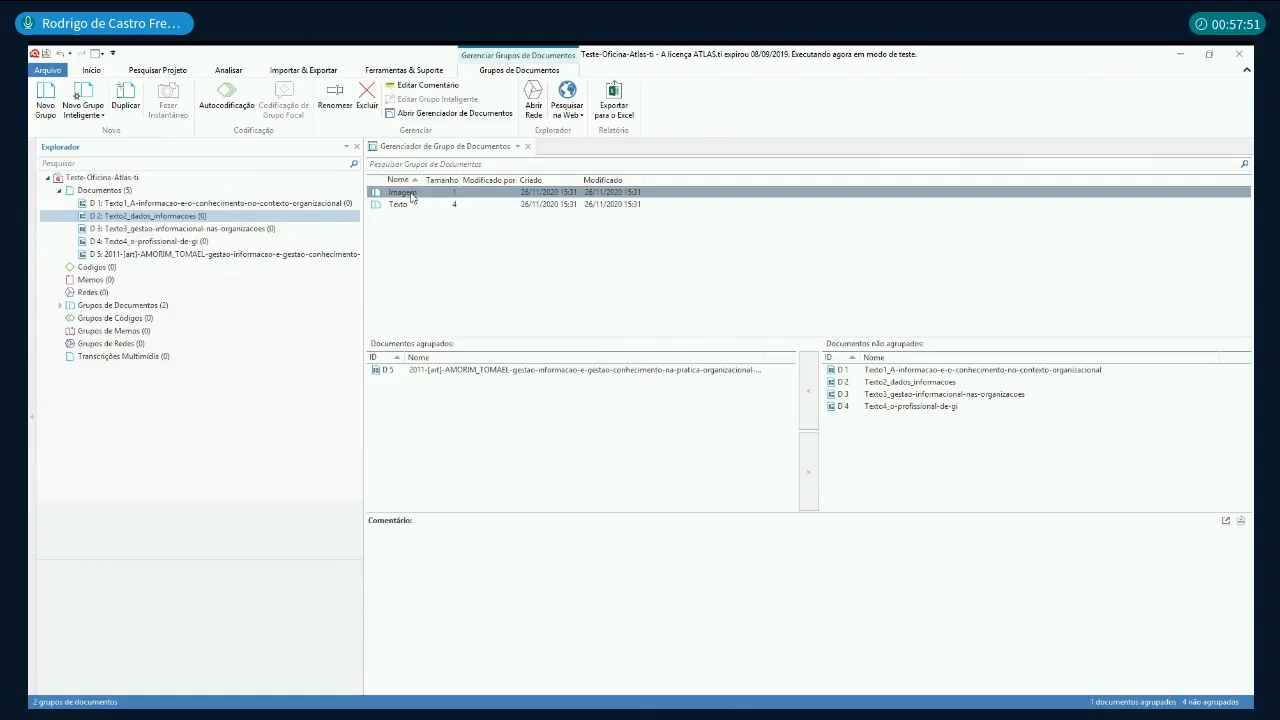 Rodrigo de Castro Fre...
00:57:51
Gerenciar Grupos de Documentos
Teste-Oficina-Atlas-ti - A licença ATLAS.ti expirou 08/09/2019. Executando agora em modo de teste.
Arquivo Início Pesquisar Projeto Analisar Importar & Exportar Ferramentas & Suporte Grupos de Documentos
Novo Grupo
Novo Grupo Inteligente
Duplicar
Fazer Instantâneo
Autocodificação
Codificação de Grupo Focal
Renomear
Excluir
Editar Comentário
Editar Grupo Inteligente
Abrir Gerenciador de Documentos
Abrir Rede
Pesquisar na Web
Exportar para o Excel
Novo Codificação Gerenciar Explorador Relatório
Explorador
Pesquisar
Teste-Oficina-Atlas-ti
Documentos (5)
D 1: Texto1_A-informacao-e-o-conhecimento-no-contexto-organizacional (0)
D 2: Texto2_dados_informacoes (0)
D 3: Texto3_gestao-informacional-nas-organizacoes (0)
D 4: Texto4_o-profissional-de-gi (0)
D 5: 2011-[art]-AMORIM_TOMAEL-gestao-informacao-e-gestao-conhecimento-
Códigos (0)
Memos (0)
Redes (0)
Grupos de Documentos (2)
Grupos de Códigos (0)
Grupos de Memos (0)
Grupos de Redes (0)
Transcrições Multimídia (0)
Gerenciador de Grupo de Documentos
Pesquisar Grupos de Documentos
Nome Tamanho Modificado por Criado Modificado
Imagem 1 26/11/2020 15:31 26/11/2020 15:31
Texto 4 26/11/2020 15:31 26/11/2020 15:31
Documentos agrupados:
ID Nome
D 5 2011-[art]-AMORIM_TOMAEL-gestao-informacao-e-gestao-conhecimento-na-pratica-organizacional-...
<
>
Documentos não agrupados:
ID Nome
D 1 Texto1_A-informacao-e-o-conhecimento-no-contexto-organizacional
D 2 Texto2_dados_informacoes
D 3 Texto3_gestao-informacional-nas-organizacoes
D 4 Texto4_o-profissional-de-gi
Comentário:
2 grupos de documentos
1 documentos agrupados 4 não agrupados